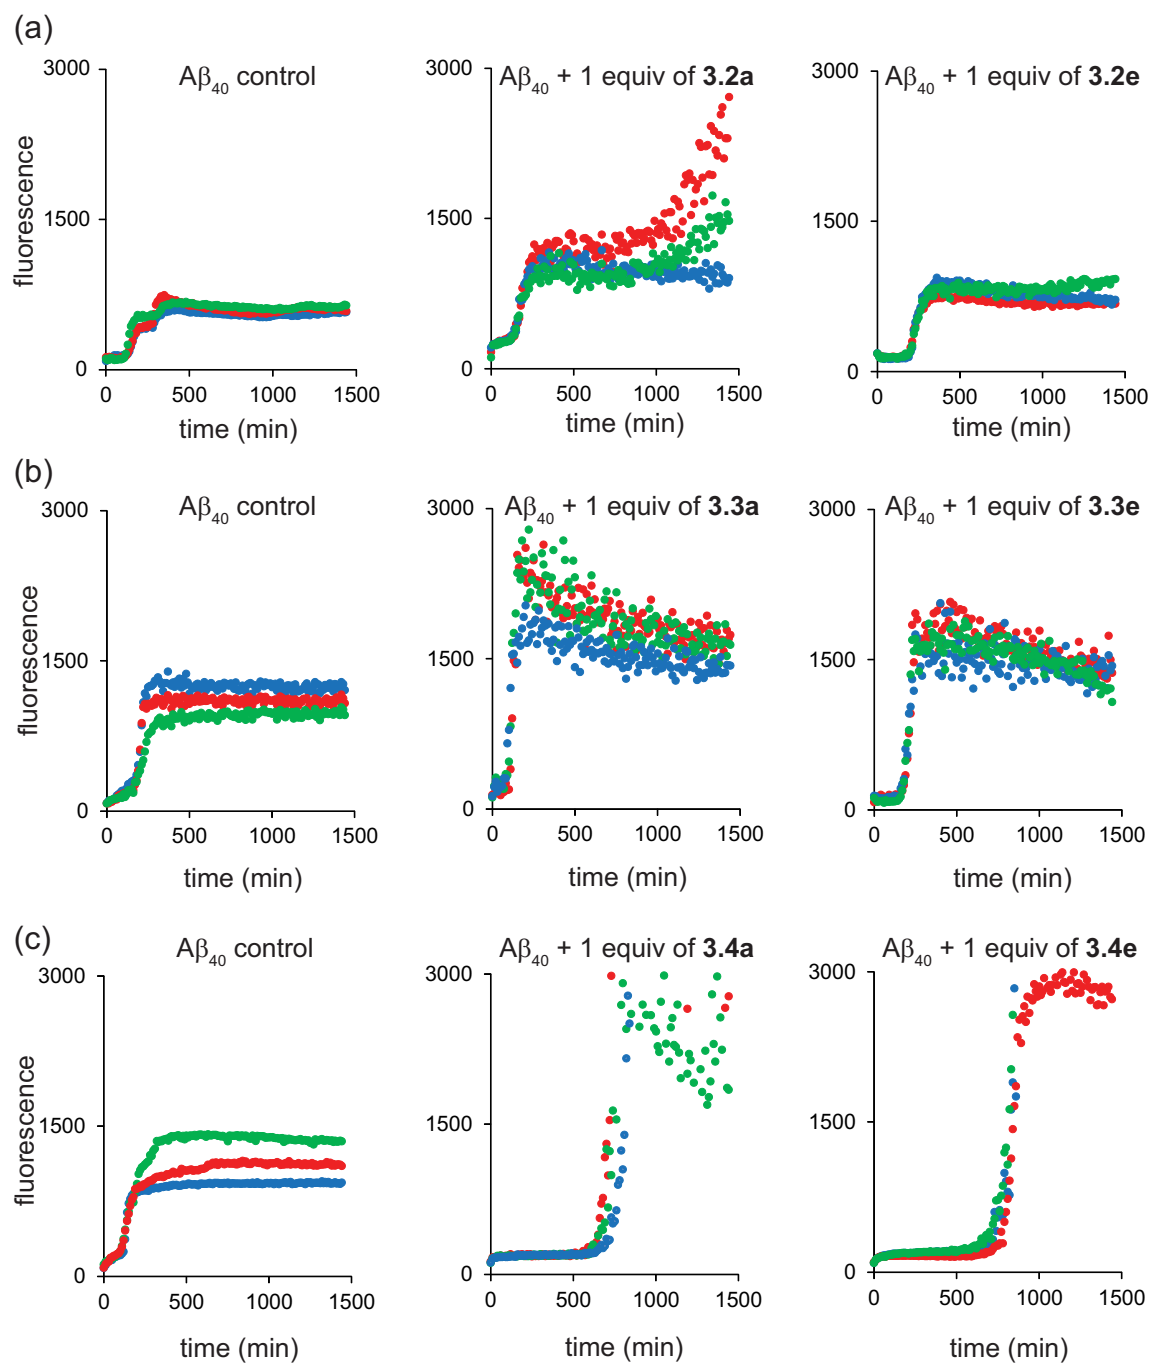 (a)
Aβ₄₀ control
Aβ₄₀ + 1 equiv of 3.2a
Aβ₄₀ + 1 equiv of 3.2e
fluorescence
3000
1500
0
0 500 1000 1500
time (min)
3000
1500
0
0 500 1000 1500
time (min)
3000
1500
0
0 500 1000 1500
time (min)
(b)
Aβ₄₀ control
Aβ₄₀ + 1 equiv of 3.3a
Aβ₄₀ + 1 equiv of 3.3e
fluorescence
3000
1500
0
0 500 1000 1500
time (min)
3000
1500
0
0 500 1000 1500
time (min)
3000
1500
0
0 500 1000 1500
time (min)
(c)
Aβ₄₀ control
Aβ₄₀ + 1 equiv of 3.4a
Aβ₄₀ + 1 equiv of 3.4e
fluorescence
3000
1500
0
0 500 1000 1500
time (min)
3000
1500
0
0 500 1000 1500
time (min)
3000
1500
0
0 500 1000 1500
time (min)